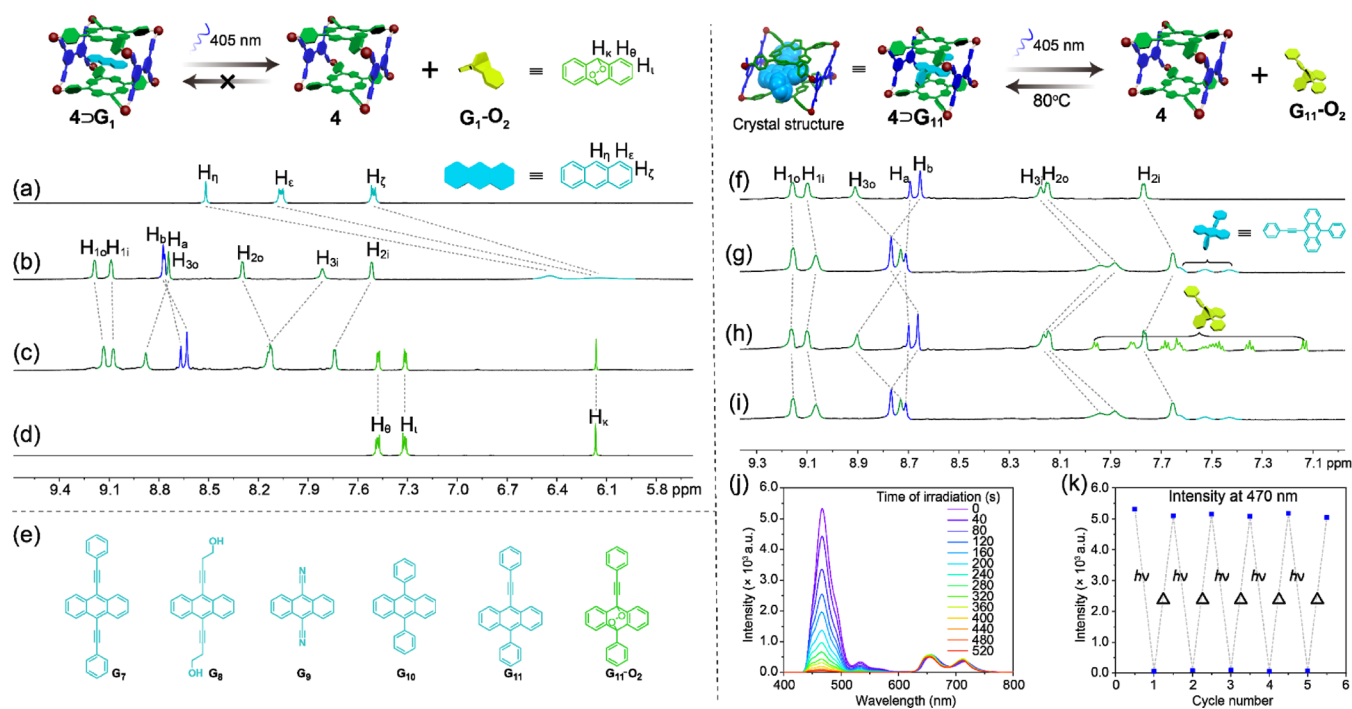 405 nm
4⊃G₁
4
+
G₁-O₂
≡
Hκ Hθ
Hι
(a)
Hη
Hε
Hζ
≡
Hη Hε
Hζ
(b)
H1o
H1i
Hb
Ha
H3o
H2o
H3i
H2i
(c)
(d)
Hθ
Hι
Hκ
9.4 9.1 8.8 8.5 8.2 7.9 7.6 7.3 7.0 6.7 6.4 6.1 5.8 ppm
(e)
OH
N
N
OH
O
O
G₇
G₈
G₉
G₁₀
G₁₁
G₁₁-O₂
Crystal structure
≡
4⊃G₁₁
405 nm
80°C
4
+
G₁₁-O₂
(f)
H1o
H1i
H3o
Ha
Hb
H3i
H2o
H2i
(g)
≡
(h)
(i)
9.3 9.1 8.9 8.7 8.5 8.3 8.1 7.9 7.7 7.5 7.3 7.1 ppm
(j)
Intensity (× 10³ a.u.)
6.0
5.0
4.0
3.0
2.0
1.0
0.0
400 500 600 700 800
Wavelength (nm)
Time of irradiation (s)
0
40
80
120
160
200
240
280
320
360
400
440
480
520
(k)
Intensity at 470 nm
Intensity (× 10³ a.u.)
6.0
5.0
4.0
3.0
2.0
1.0
0.0
hν hν hν hν hν
△ △ △ △ △
0 1 2 3 4 5 6
Cycle number